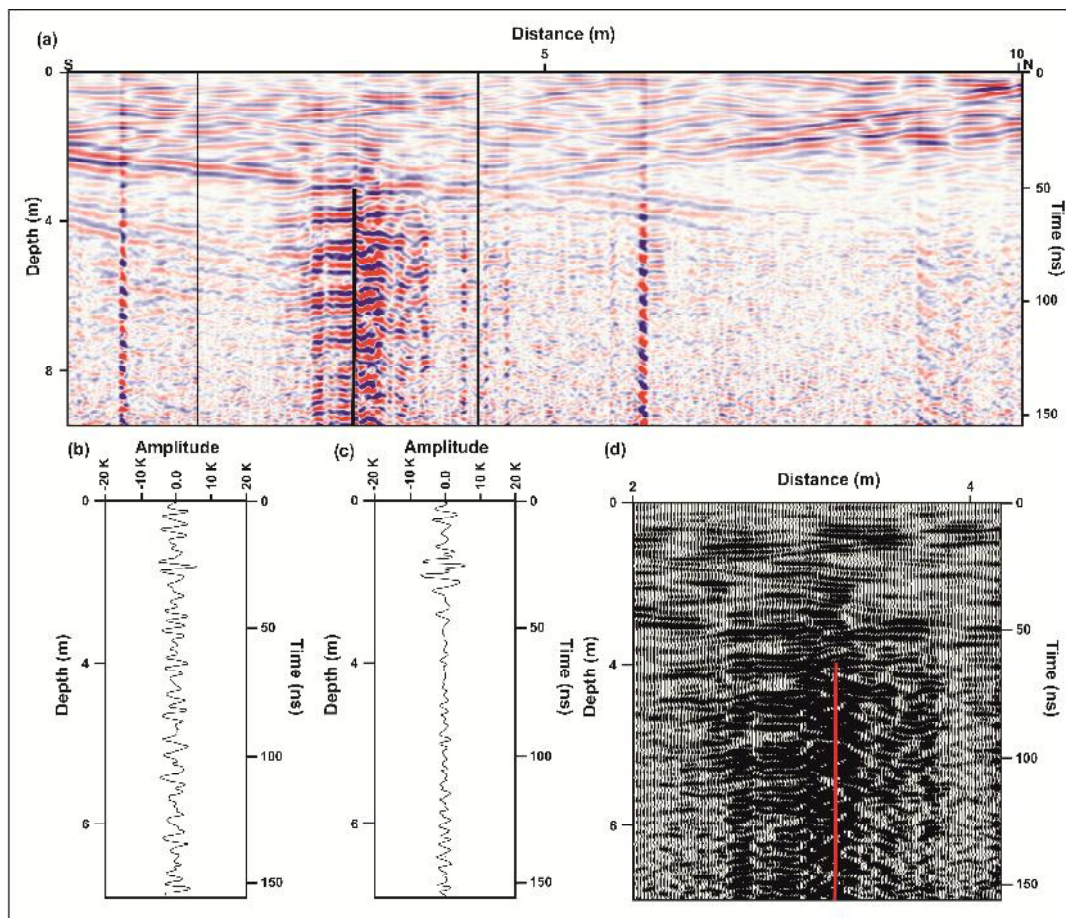 (a)
Distance (m)
S
5
10
N
0
0
4
50
Depth (m)
Time (ns)
100
8
150
(b)
Amplitude
-20 K
-10 K
0.0
10 K
20 K
0
0
50
Depth (m)
Time (ns)
4
100
6
150
(c)
Amplitude
-20 K
-10 K
0.0
10 K
20 K
0
0
50
Depth (m)
Time (ns)
4
100
6
150
(d)
Distance (m)
2
4
0
0
50
Depth (m)
Time (ns)
4
100
6
150